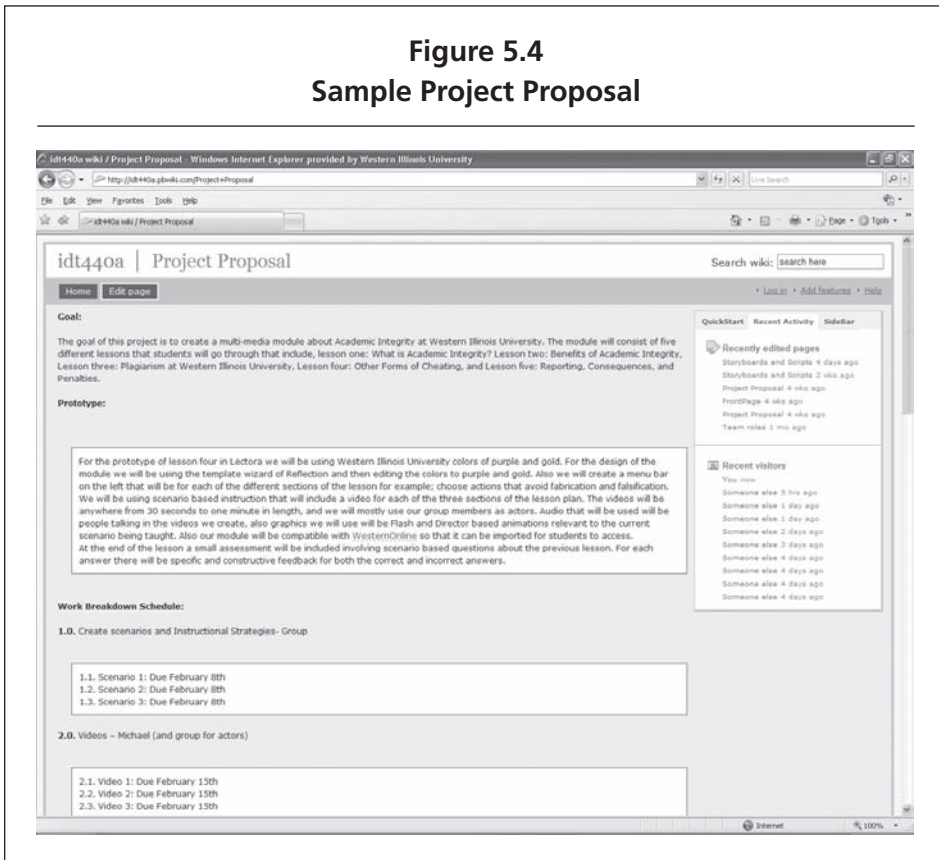 Figure 5.4
Sample Project Proposal
idt440a wiki / Project Proposal - Windows Internet Explorer provided by Western Illinois University
http://idt440a.pbwiki.com/Project+Proposal
Live Search
File Edit View Favorites Tools Help
idt440a wiki / Project Proposal
Page Tools
idt440a | Project Proposal
Search wiki: search here
Home Edit page
Log in Add features Help
Goal:
The goal of this project is to create a multi-media module about Academic Integrity at Western Illinois University. The module will consist of five
different lessons that students will go through that include, lesson one: What is Academic Integrity? Lesson two: Benefits of Academic Integrity,
Lesson three: Plagiarism at Western Illinois University, Lesson four: Other Forms of Cheating, and Lesson five: Reporting, Consequences, and
Penalties.
Prototype:
For the prototype of lesson four in Lectora we will be using Western Illinois University colors of purple and gold. For the design of the
module we will be using the template wizard of Reflection and then editing the colors to purple and gold. Also we will create a menu bar
on the left that will be for each of the different sections of the lesson for example; choose actions that avoid fabrication and falsification.
We will be using scenario based instruction that will include a video for each of the three sections of the lesson plan. The videos will be
anywhere from 30 seconds to one minute in length, and we will mostly use our group members as actors. Audio that will be used will be
people talking in the videos we create, also graphics we will use will be Flash and Director based animations relevant to the current
scenario being taught. Also our module will be compatible with WesternOnline so that it can be imported for students to access.
At the end of the lesson a small assessment will be included involving scenario based questions about the previous lesson. For each
answer there will be specific and constructive feedback for both the correct and incorrect answers.
Work Breakdown Schedule:
1.0. Create scenarios and Instructional Strategies- Group
1.1. Scenario 1: Due February 8th
1.2. Scenario 2: Due February 8th
1.3. Scenario 3: Due February 8th
2.0. Videos – Michael (and group for actors)
2.1. Video 1: Due February 15th
2.2. Video 2: Due February 15th
2.3. Video 3: Due February 15th
QuickStart Recent Activity SideBar
Recently edited pages
Storyboards and Scripts 4 days ago
Storyboards and Scripts 2 wks ago
Project Proposal 4 wks ago
FrontPage 4 wks ago
Project Proposal 4 wks ago
Team roles 1 mo ago
Recent visitors
You now
Someone else 5 hrs ago
Someone else 1 day ago
Someone else 1 day ago
Someone else 2 days ago
Someone else 3 days ago
Someone else 4 days ago
Someone else 4 days ago
Someone else 4 days ago
Someone else 4 days ago
Internet 100%